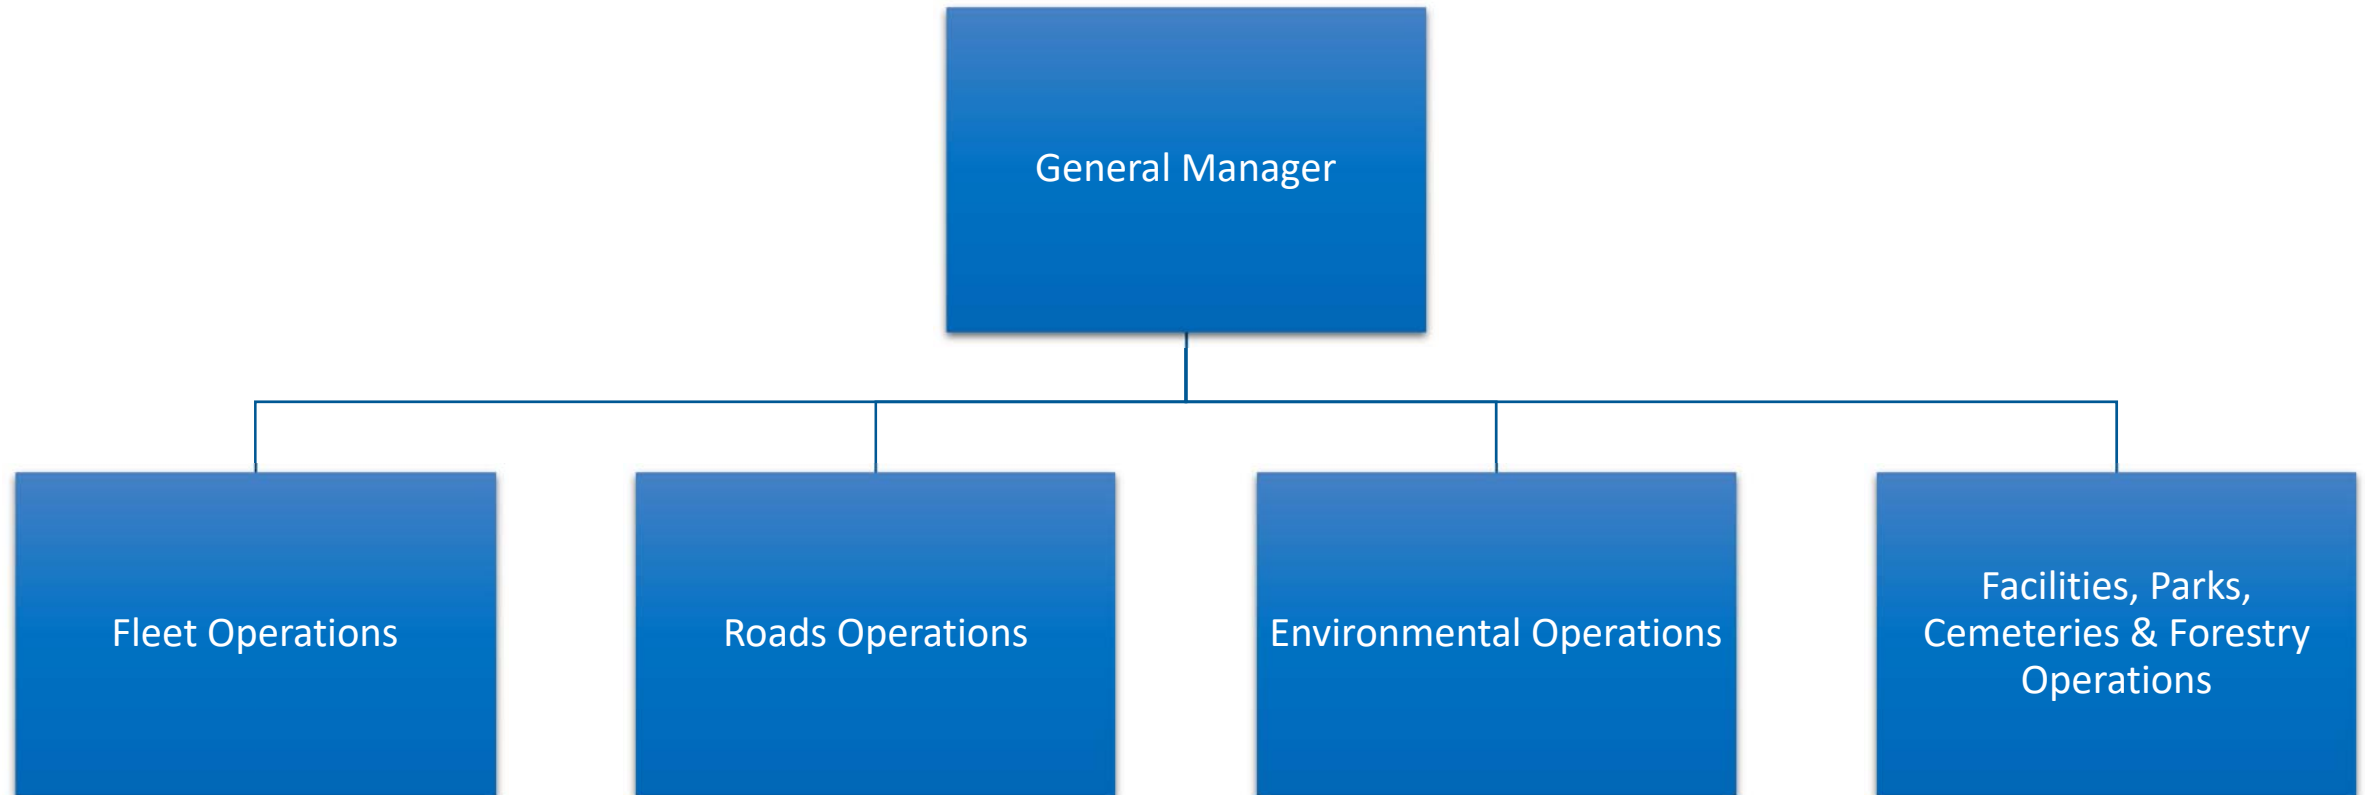 General Manager
Fleet Operations
Roads Operations
Environmental Operations
Facilities, Parks,
Cemeteries & Forestry
Operations